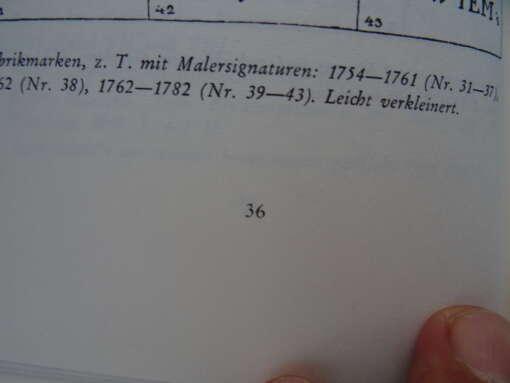 TEM
42
43
brikmarken, z. T. mit Malersignaturen: 1754—1761 (Nr. 31—37),
62 (Nr. 38), 1762—1782 (Nr. 39—43). Leicht verkleinert.
36